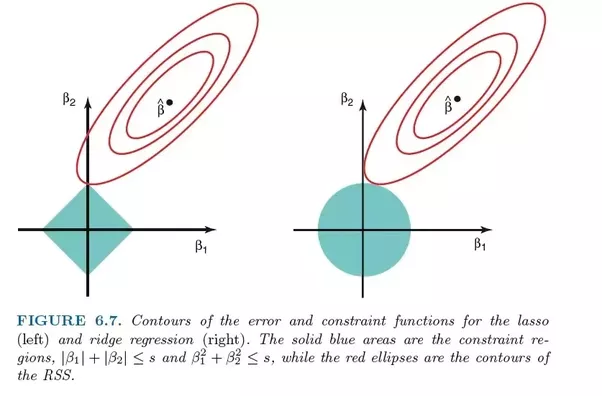 β2
β̂
β1
β2
β̂
β1
FIGURE 6.7. Contours of the error and constraint functions for the lasso
(left) and ridge regression (right). The solid blue areas are the constraint re-
gions, |β1| + |β2| ≤ s and β1² + β2² ≤ s, while the red ellipses are the contours of
the RSS.